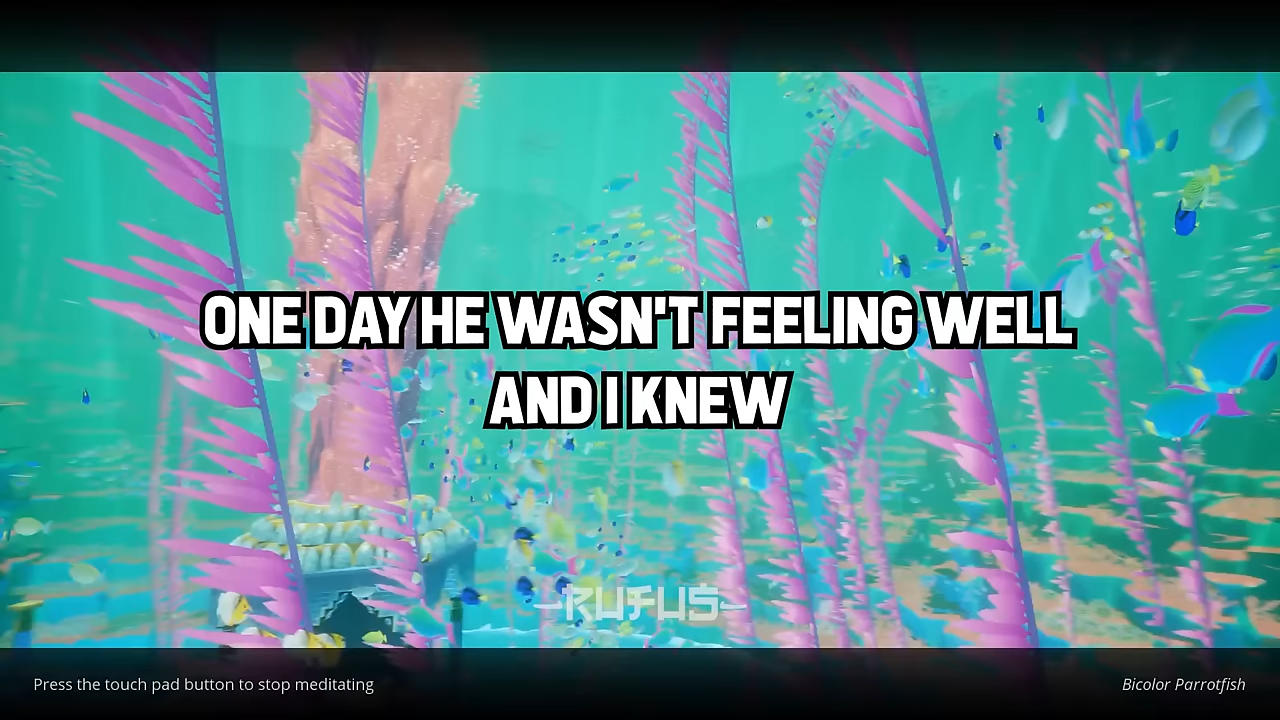 ONE DAY HE WASN'T FEELING WELL
AND I KNEW
-RUFUS-
Press the touch pad button to stop meditating
Bicolor Parrotfish